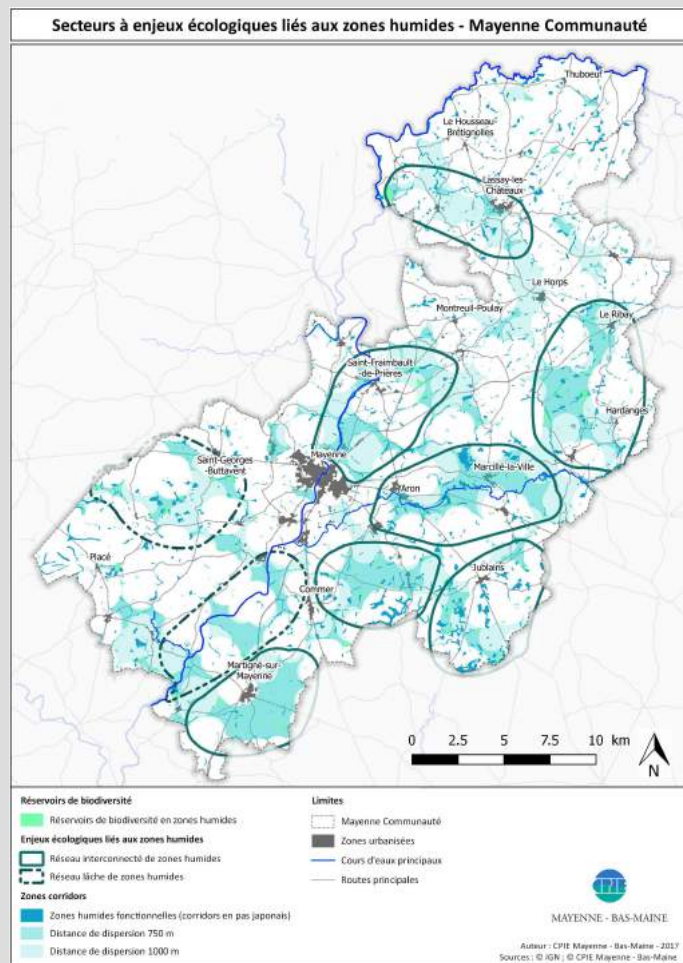 Secteurs à enjeux écologiques liés aux zones humides - Mayenne Communauté
Thuboeuf
Le Housseau-
Brétignolles
Lassay-les-
Châteaux
Le Horps
Montreuil-Poulay
Le Ribay
Saint-Fraimbault
-de-Prières
Hardanges
Saint-Georges-
Buttavent
Mayenne
Marcillé-la-Ville
Aron
Placé
Jublains
Commer
Martigné-sur-
Mayenne
0 2.5 5 7.5 10 km
N
Réservoirs de biodiversité
Réservoirs de biodiversité en zones humides
Enjeux écologiques liés aux zones humides
Réseau interconnecté de zones humides
Réseau lâche de zones humides
Zones corridors
Zones humides fonctionnelles (corridors en pas japonais)
Distance de dispersion 750 m
Distance de dispersion 1000 m
Limites
Mayenne Communauté
Zones urbanisées
Cours d'eaux principaux
Routes principales
CPIE
MAYENNE - BAS-MAINE
Auteur : CPIE Mayenne - Bas-Maine - 2017
Sources : © IGN ; © CPIE Mayenne - Bas-Maine